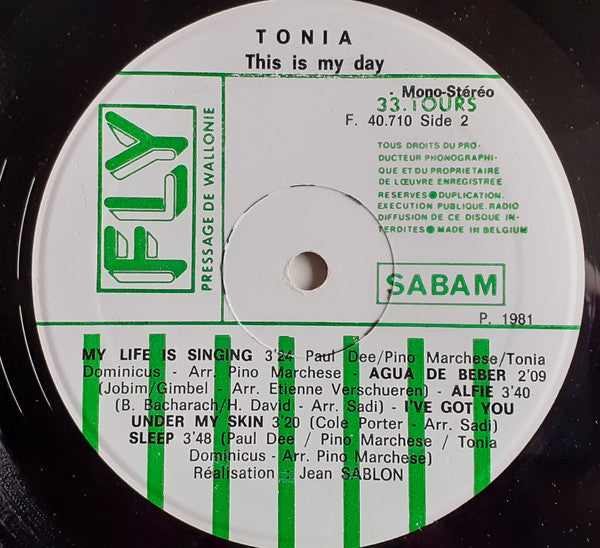 TONIA
This is my day
- Mono-Stéréo
33.TOURS
F. 40.710 Side 2
FLY
PRESSAGE DE WALLONIE
TOUS DROITS DU PRO-
DUCTEUR PHONOGRAPHI-
QUE ET DU PROPRIETAIRE
DE LŒUVRE ENREGISTREE
RESERVES●DUPLICATION.
EXECUTION PUBLIQUE. RADIO
DIFFUSION DE CE DISQUE IN-
TERDITES● MADE IN BELGIUM
SABAM
P. 1981
MY LIFE IS SINGING 3'24 Paul Dee/Pino Marchese/Tonia
Dominicus - Arr. Pino Marchese - AGUA DE BEBER 2'09
(Jobim/Gimbel - Arr. Etienne Verschueren) - ALFIE 3'40
(B. Bacharach/H. David - Arr. Sadi) - I'VE GOT YOU
UNDER MY SKIN 3'20 (Cole Porter - Arr. Sadi)
SLEEP 3'48 (Paul Dee / Pino Marchese / Tonia
Dominicus - Arr. Pino Marchese)
Réalisation : Jean SABLON